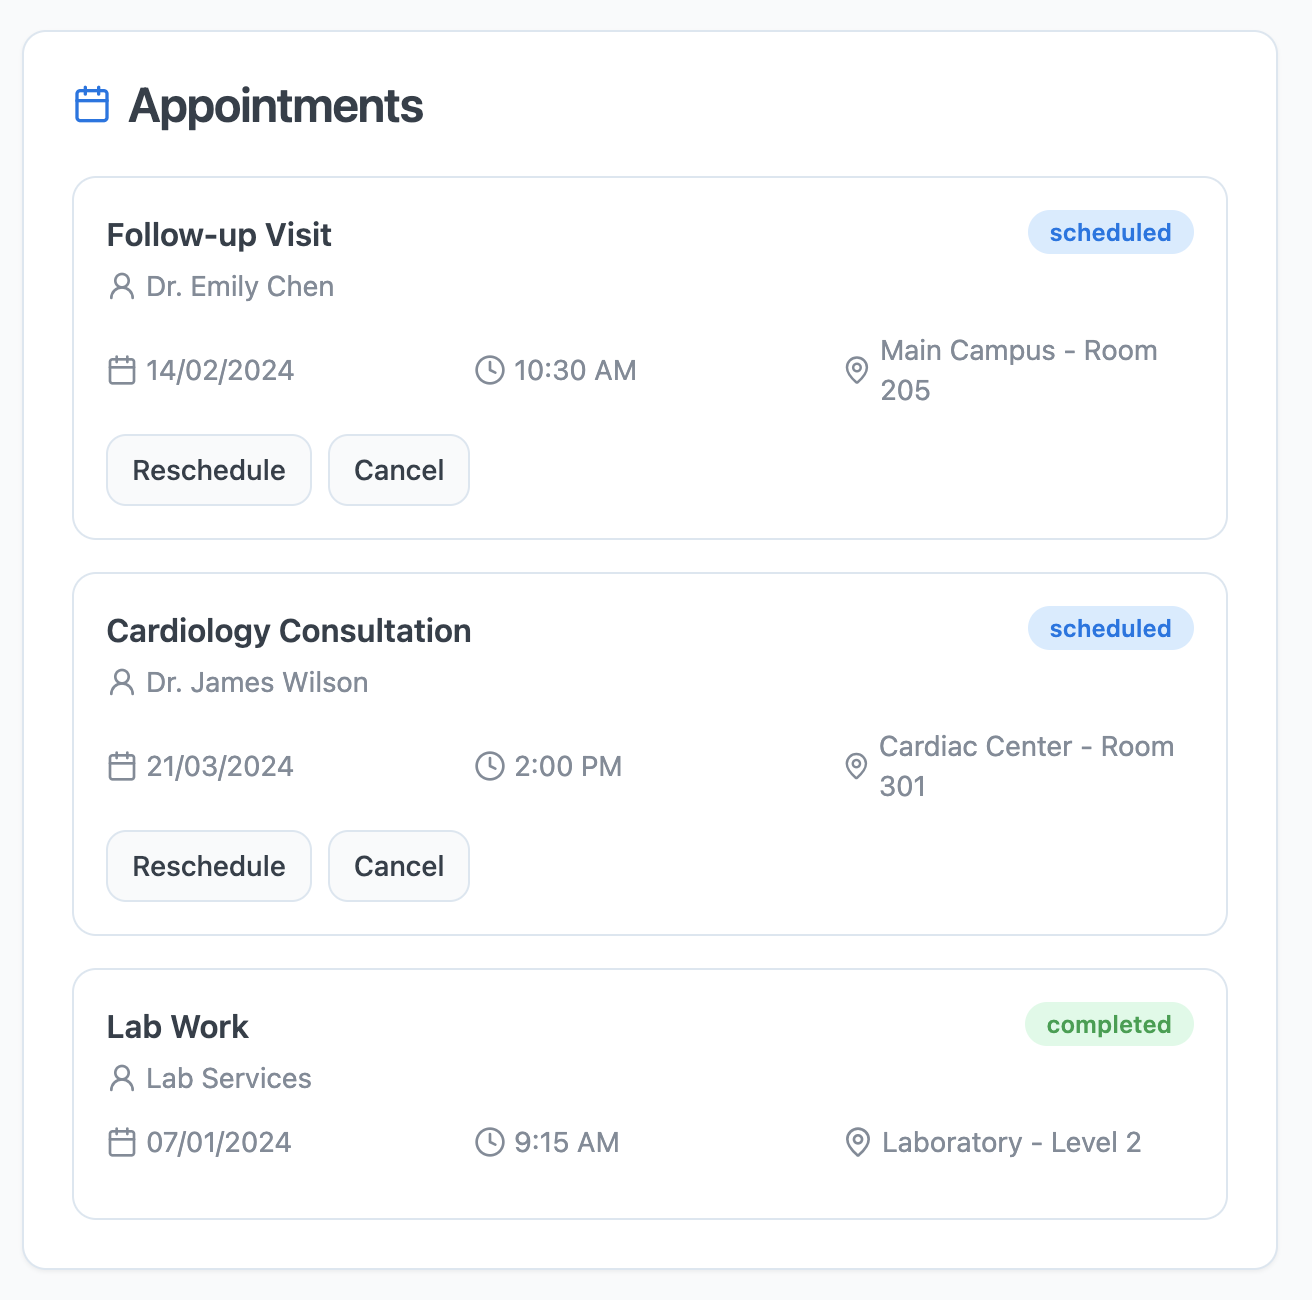 Appointments
Follow-up Visit
scheduled
Dr. Emily Chen
14/02/2024
10:30 AM
Main Campus - Room
205
Reschedule
Cancel
Cardiology Consultation
scheduled
Dr. James Wilson
21/03/2024
2:00 PM
Cardiac Center - Room
301
Reschedule
Cancel
Lab Work
completed
Lab Services
07/01/2024
9:15 AM
Laboratory - Level 2